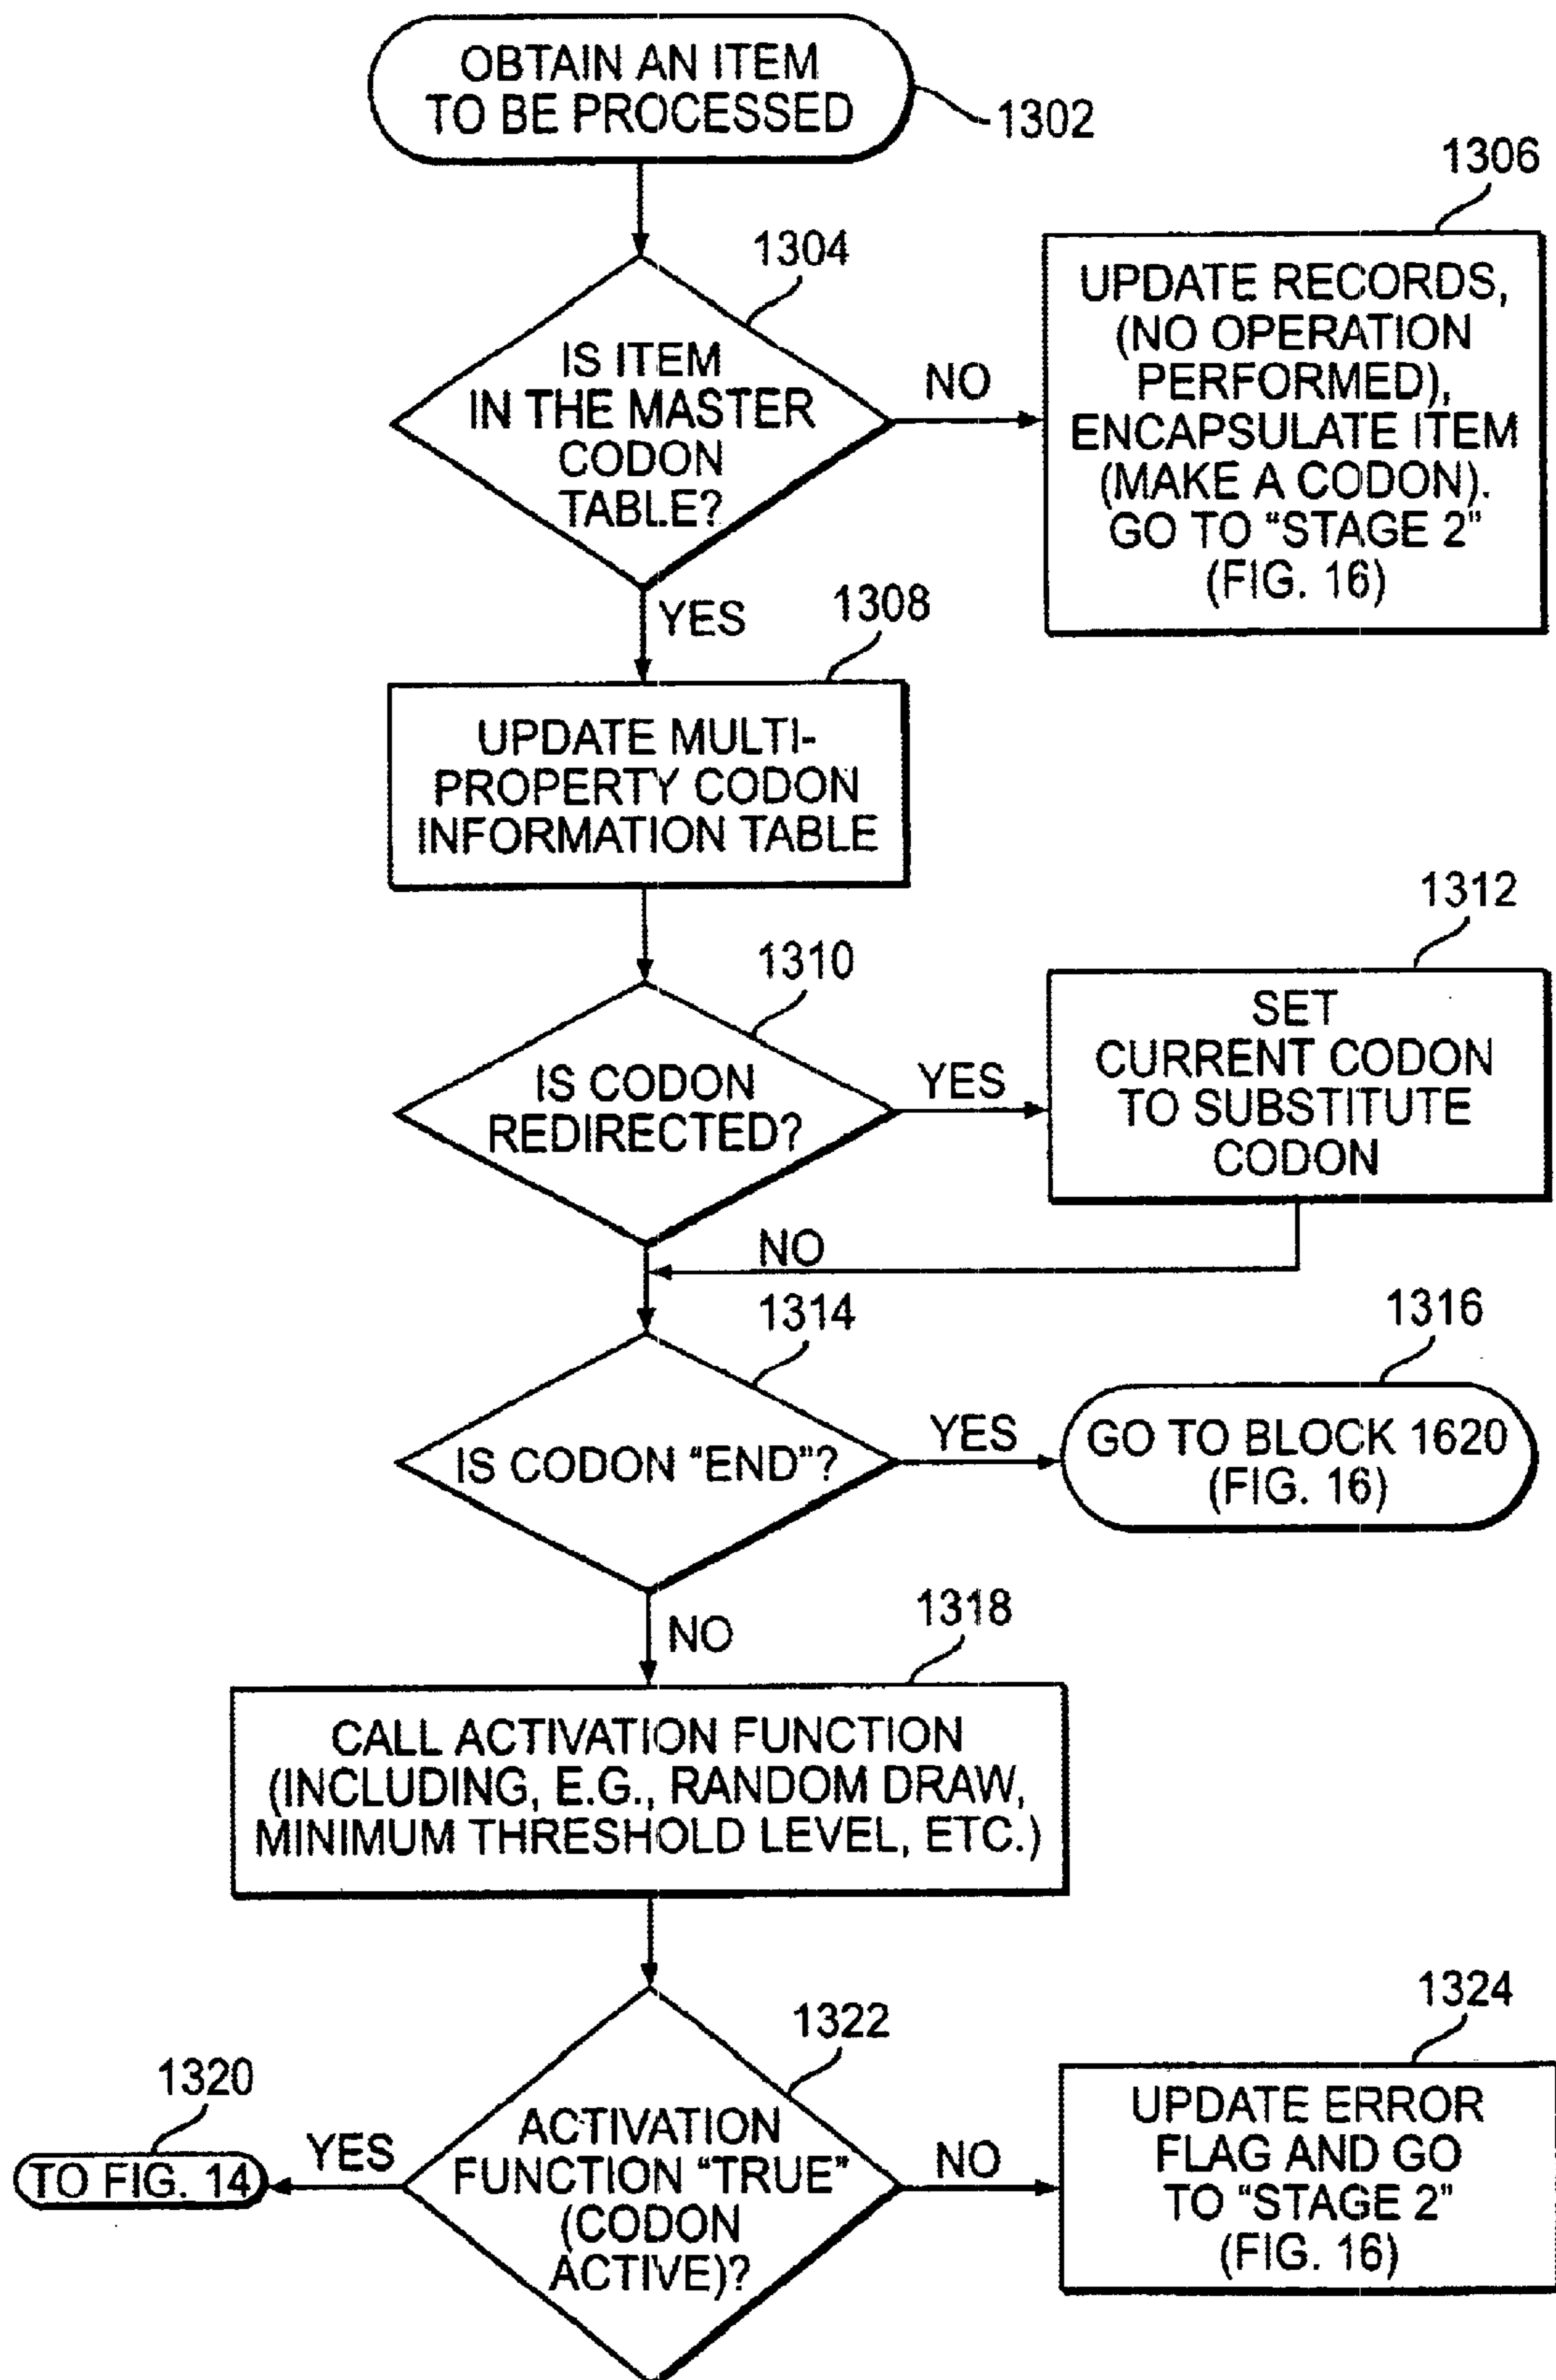 OBTAIN AN ITEM
TO BE PROCESSED
1302
1304
IS ITEM
IN THE MASTER
CODON
TABLE?
NO
1306
UPDATE RECORDS,
(NO OPERATION
PERFORMED),
ENCAPSULATE ITEM
(MAKE A CODON).
GO TO "STAGE 2"
(FIG. 16)
YES
1308
UPDATE MULTI-
PROPERTY CODON
INFORMATION TABLE
1310
IS CODON
REDIRECTED?
YES
1312
SET
CURRENT CODON
TO SUBSTITUTE
CODON
NO
1314
IS CODON "END"?
YES
1316
GO TO BLOCK 1620
(FIG. 16)
NO
1318
CALL ACTIVATION FUNCTION
(INCLUDING, E.G., RANDOM DRAW,
MINIMUM THRESHOLD LEVEL, ETC.)
1322
ACTIVATION
FUNCTION "TRUE"
(CODON
ACTIVE)?
YES
1320
TO FIG. 14
NO
1324
UPDATE ERROR
FLAG AND GO
TO "STAGE 2"
(FIG. 16)